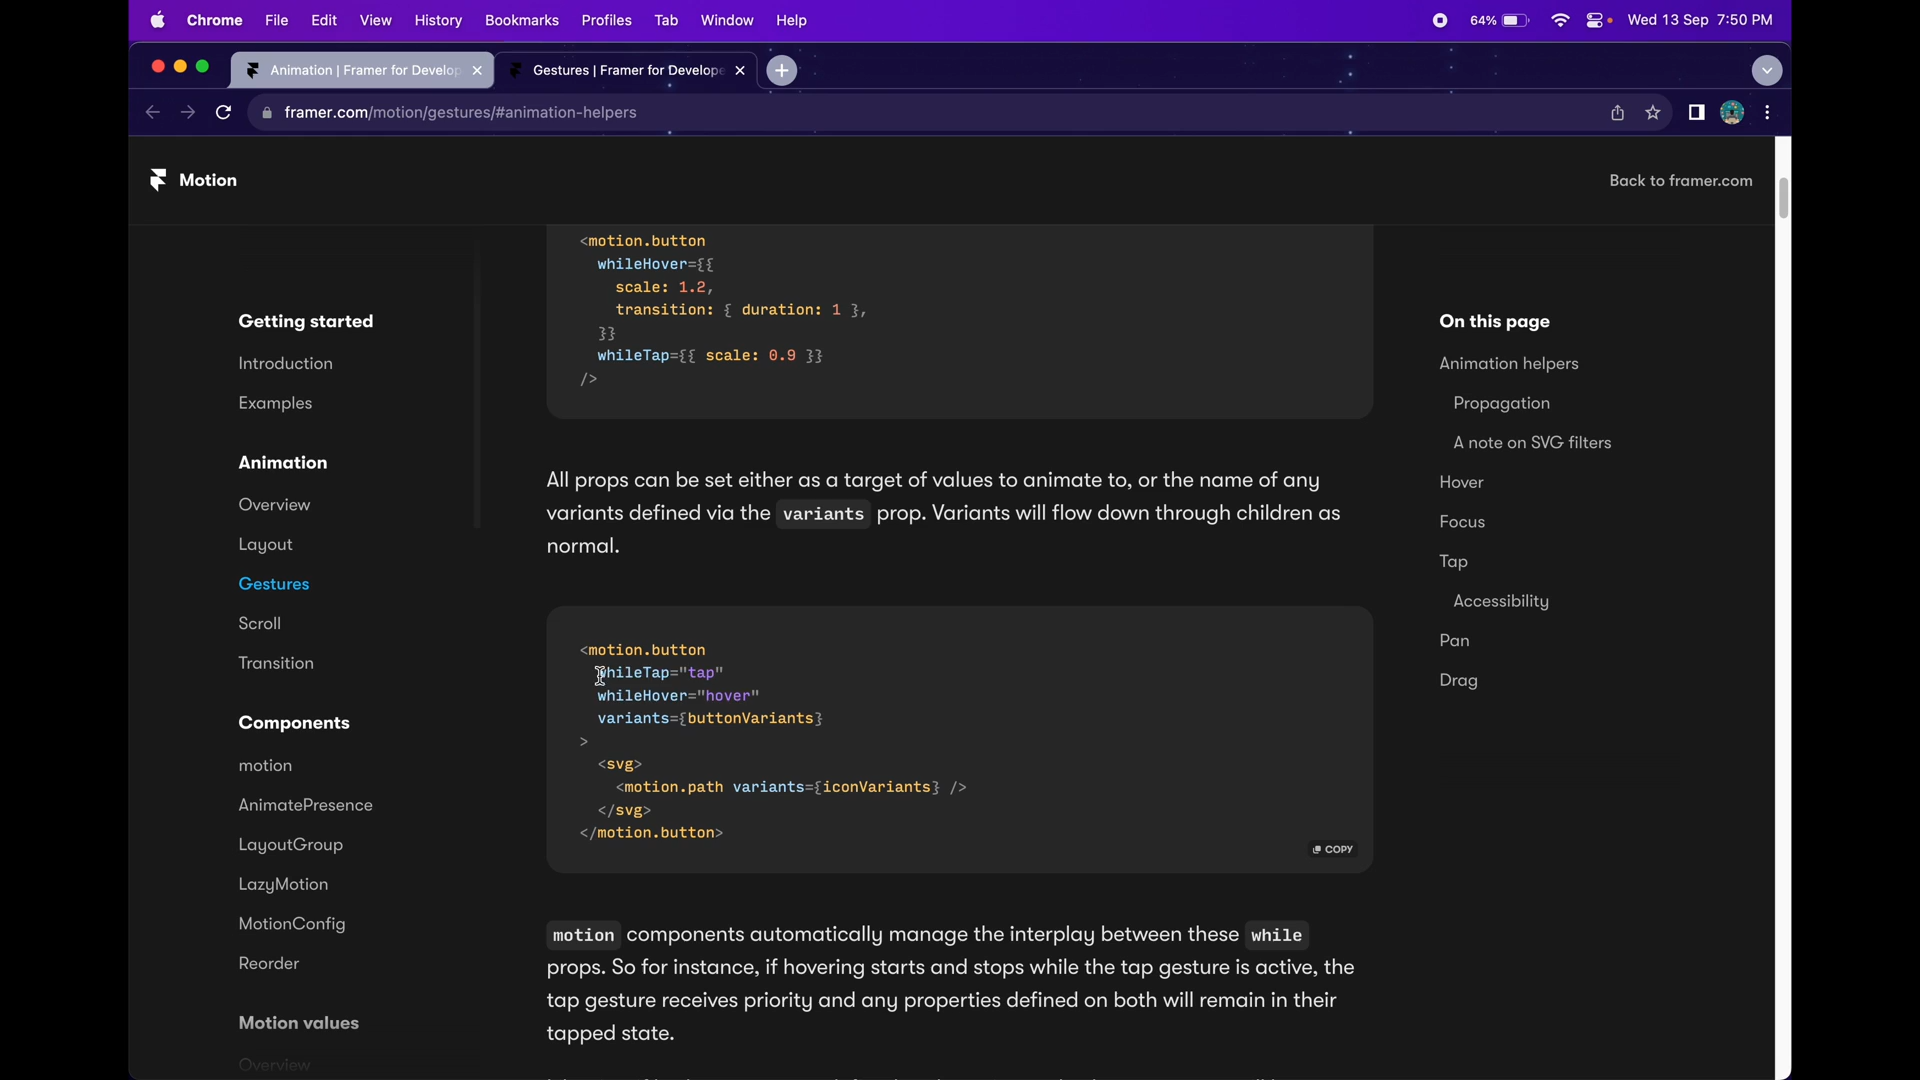 Chrome File Edit View History Bookmarks Profiles Tab Window Help 64% Wed 13 Sep 7:50 PM
Animation | Framer for Develop Gestures | Framer for Develope
framer.com/motion/gestures/#animation-helpers
Motion Back to framer.com
Getting started
Introduction
Examples
Animation
Overview
Layout
Gestures
Scroll
Transition
Components
motion
AnimatePresence
LayoutGroup
LazyMotion
MotionConfig
Reorder
Motion values
Overview
<motion.button
whileHover={{
scale: 1.2,
transition: { duration: 1 },
}}
whileTap={{ scale: 0.9 }}
/>
All props can be set either as a target of values to animate to, or the name of any
variants defined via the variants prop. Variants will flow down through children as
normal.
<motion.button
whileTap="tap"
whileHover="hover"
variants={buttonVariants}
>
<svg>
<motion.path variants={iconVariants} />
</svg>
</motion.button>
COPY
motion components automatically manage the interplay between these while
props. So for instance, if hovering starts and stops while the tap gesture is active, the
tap gesture receives priority and any properties defined on both will remain in their
tapped state.
On this page
Animation helpers
Propagation
A note on SVG filters
Hover
Focus
Tap
Accessibility
Pan
Drag